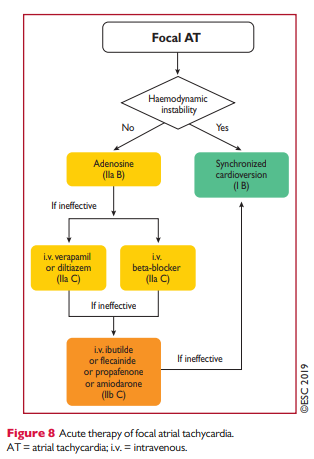 Focal AT
Haemodynamic
instability
No
Yes
Adenosine
(IIa B)
Synchronized
cardioversion
(I B)
If ineffective
i.v. verapamil
or diltiazem
(IIa C)
i.v.
beta-blocker
(IIa C)
If ineffective
i.v. ibutilde
or flecainide
or propafenone
or amiodarone
(IIb C)
If ineffective
©ESC 2019
Figure 8 Acute therapy of focal atrial tachycardia.
AT = atrial tachycardia; i.v. = intravenous.